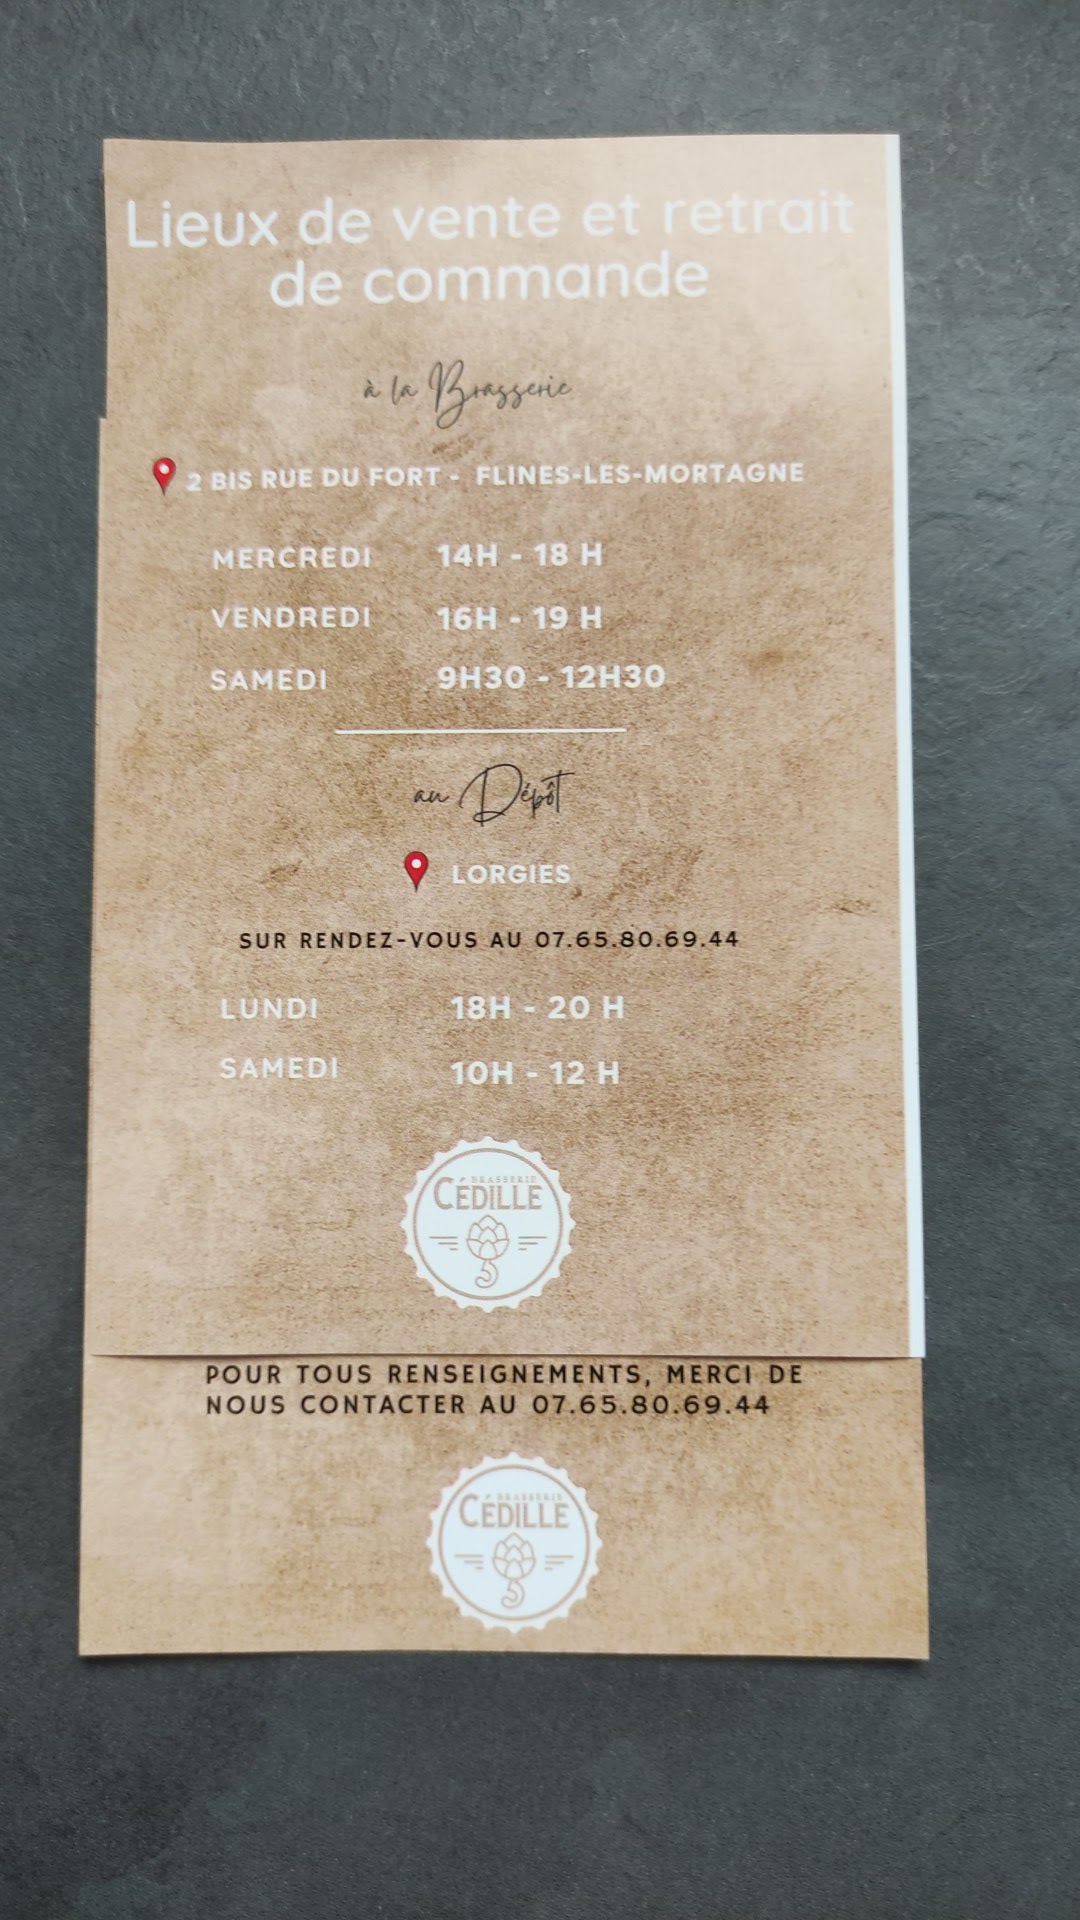 Lieux de vente et retrait
de commande
à la Brasserie
2 BIS RUE DU FORT - FLINES-LES-MORTAGNE
MERCREDI 14H - 18 H
VENDREDI 16H - 19 H
SAMEDI 9H30 - 12H30
au Dépôt
LORGIES
SUR RENDEZ-VOUS AU 07.65.80.69.44
LUNDI 18H - 20 H
SAMEDI 10H - 12 H
BRASSERIE
CÉDILLE
POUR TOUS RENSEIGNEMENTS, MERCI DE
NOUS CONTACTER AU 07.65.80.69.44
BRASSERIE
CÉDILLE